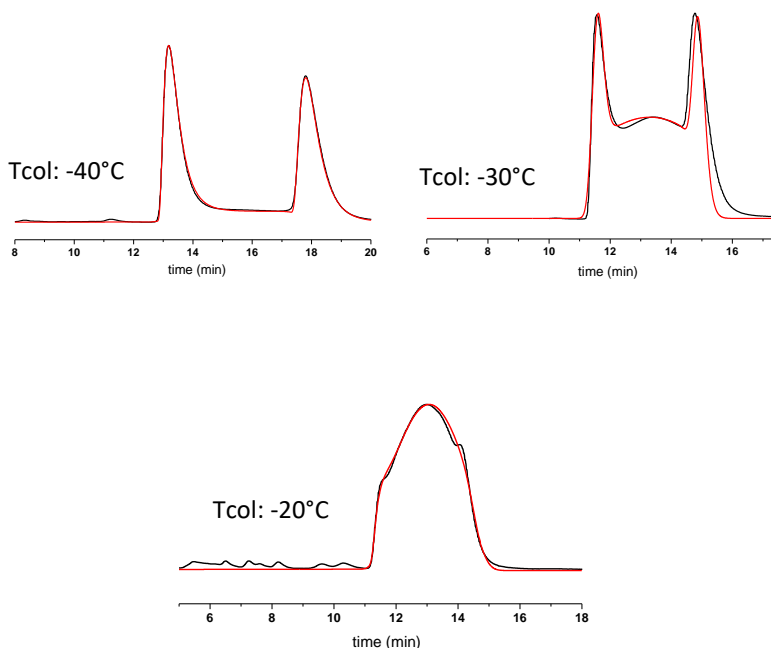 Tcol: -40°C
8 10 12 14 16 18 20
time (min)
Tcol: -30°C
6 8 10 12 14 16
time (min)
Tcol: -20°C
6 8 10 12 14 16 18
time (min)